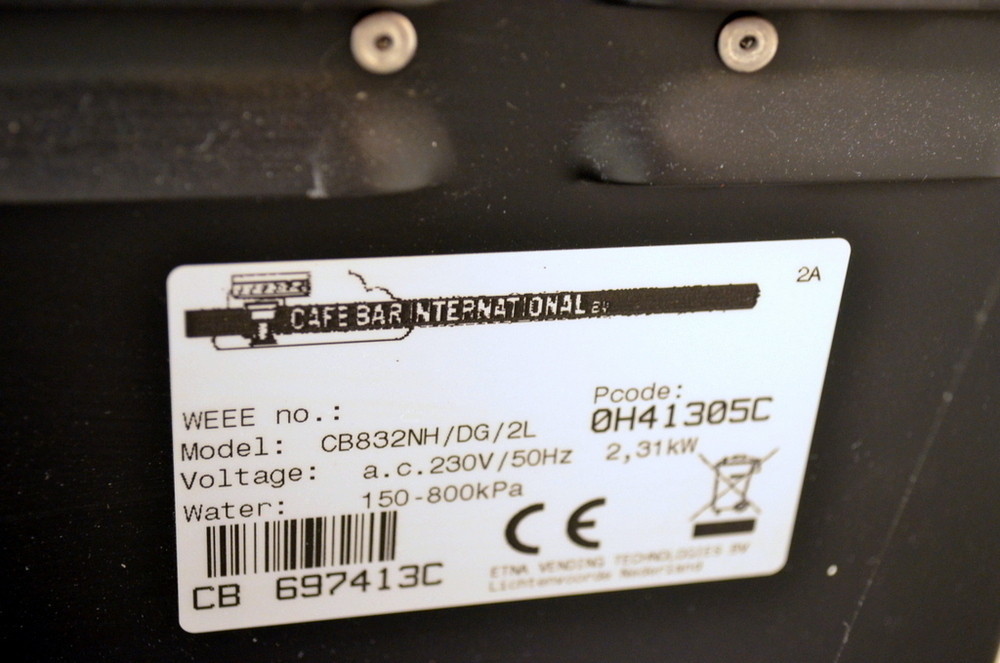 2A
CAFE BAR INTERNATIONAL BV
WEEE no.:
Pcode:
Model: CB832NH/DG/2L
0H41305C
Voltage: a.c.230V/50Hz 2,31kW
Water: 150-800kPa
CE
CB 697413C
ETNA VENDING TECHNOLOGIES BV
Lichtenvoorde Nederland